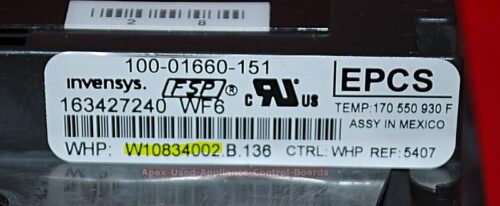 2 8
100-01660-151
invensys. FSP ® c UR US EPCS
163427240 WF6
TEMP:170 550 930 F
ASSY IN MEXICO
WHP: W10834002.B.136 CTRL: WHP REF: 5407
Apex-Used-Appliance-Control-Boards